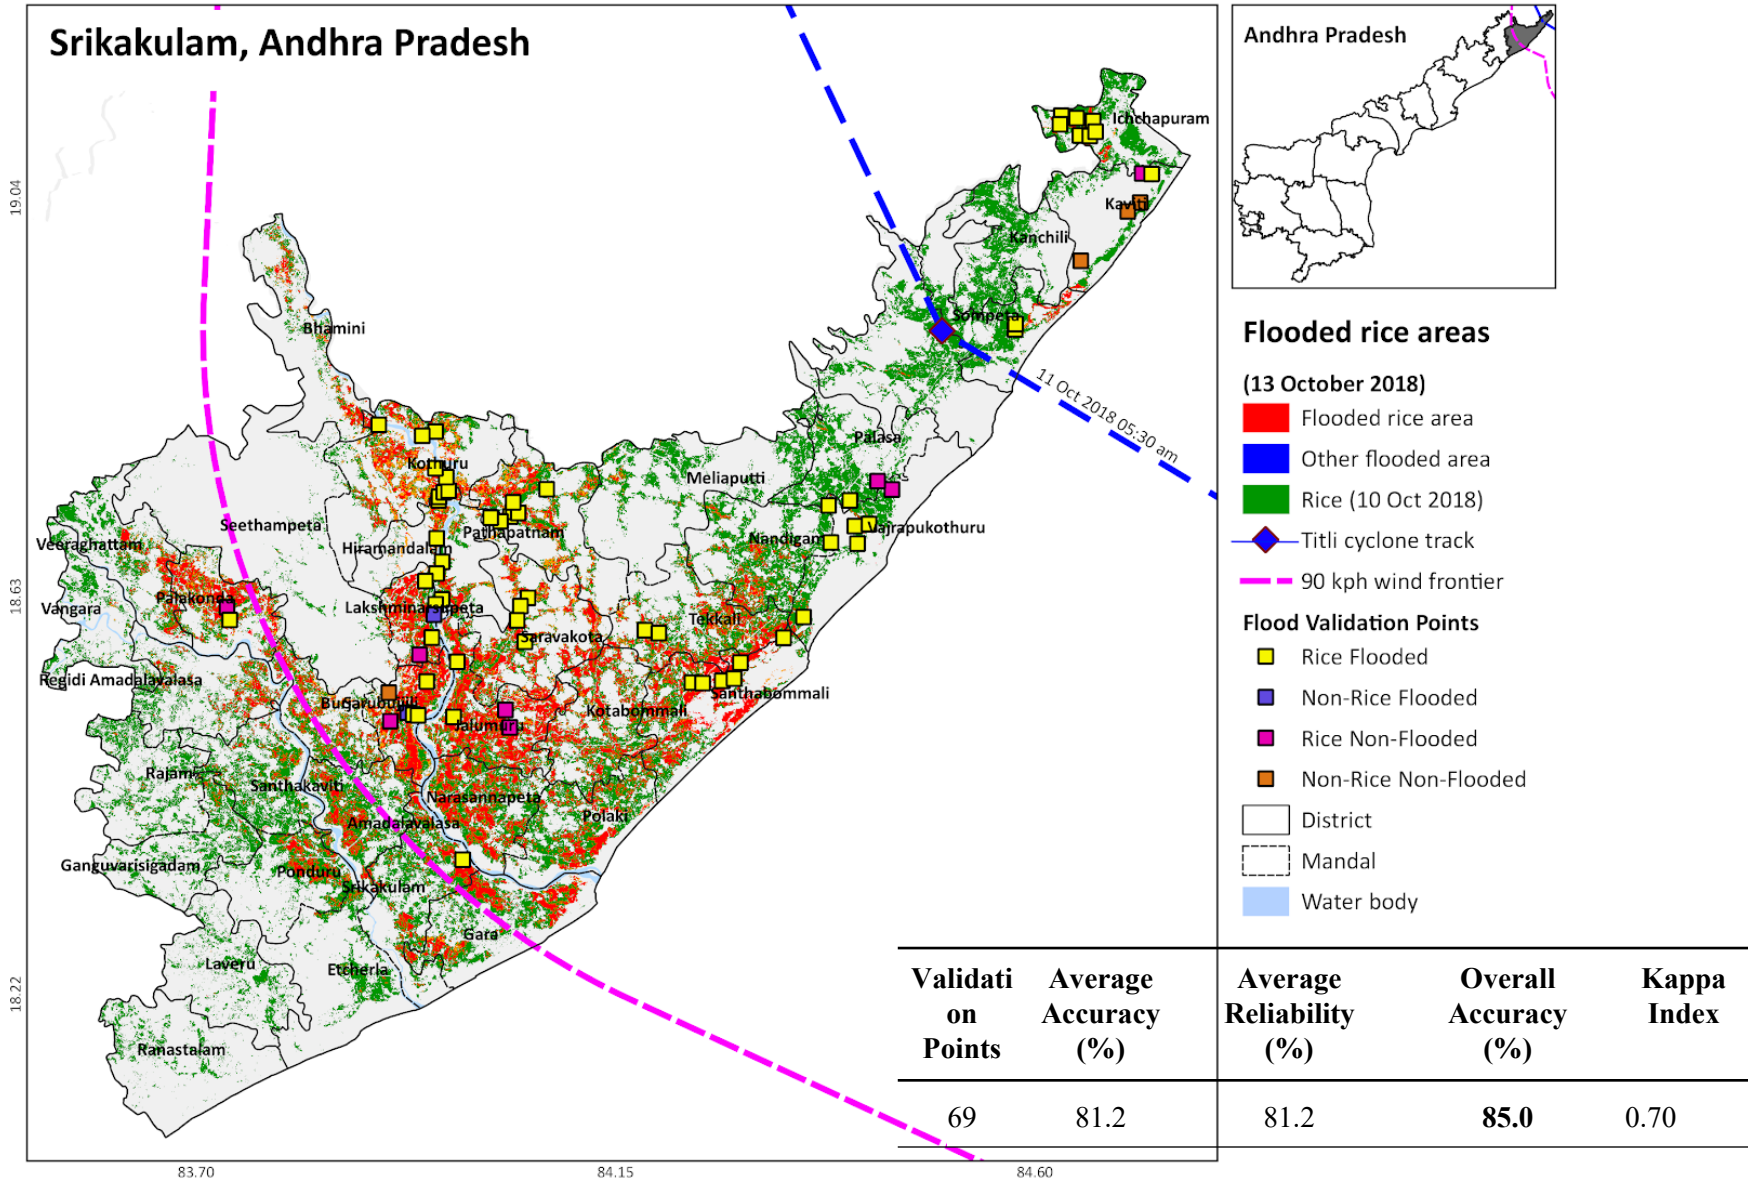 Srikakulam, Andhra Pradesh
Andhra Pradesh
19.04
18.63
18.22
83.70
84.15
84.60
Ichchapuram
Kaviti
Kanchili
Sompeta
11 Oct 2018 05:30 am
Bhamini
Palasa
Kothuru
Meliaputti
Seethampeta
Pathapatnam
Vajrapukothuru
Nandigam
Veeraghattam
Hiramandalam
Palakonda
Vangara
Lakshminarsupeta
Tekkali
Saravakota
Regidi Amadalavalasa
Santhabommali
Kotabommali
Jalumuru
Rajam
Santhakaviti
Narasannapeta
Polaki
Amadalavalasa
Ganguvarisigadam
Ponduru
Srikakulam
Gara
Laveru
Etcherla
Ranastalam
Flooded rice areas
(13 October 2018)
Flooded rice area
Other flooded area
Rice (10 Oct 2018)
Titli cyclone track
90 kph wind frontier
Flood Validation Points
Rice Flooded
Non-Rice Flooded
Rice Non-Flooded
Non-Rice Non-Flooded
District
Mandal
Water body
Validati Average Average Overall Kappa
on Accuracy Reliability Accuracy Index
Points (%) (%) (%)
69 81.2 81.2 85.0 0.70